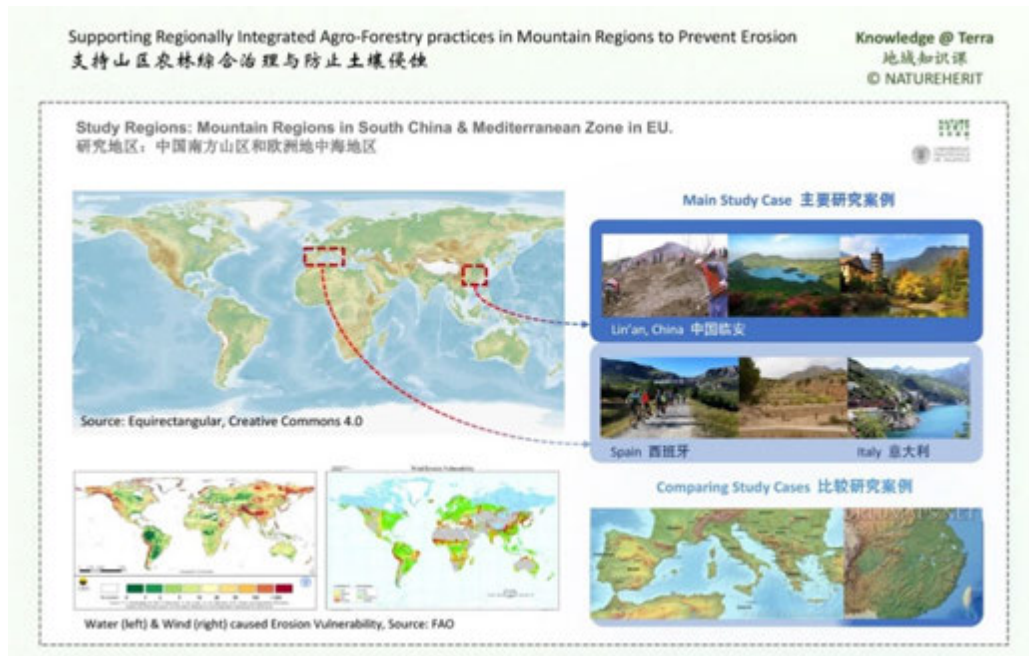 Supporting Regionally Integrated Agro-Forestry practices in Mountain Regions to Prevent Erosion
支持山区农林综合治理与防止土壤侵蚀
Knowledge @ Terra
地域知识课
© NATUREHERIT
Study Regions: Mountain Regions in South China & Mediterranean Zone in EU.
研究地区：中国南方山区和欧洲地中海地区
Main Study Case 主要研究案例
Lin'an, China 中国临安
Source: Equirectangular, Creative Commons 4.0
Spain 西班牙
Italy 意大利
Comparing Study Cases 比较研究案例
Wind Erosion Vulnerability
Water (left) & Wind (right) caused Erosion Vulnerability, Source: FAO